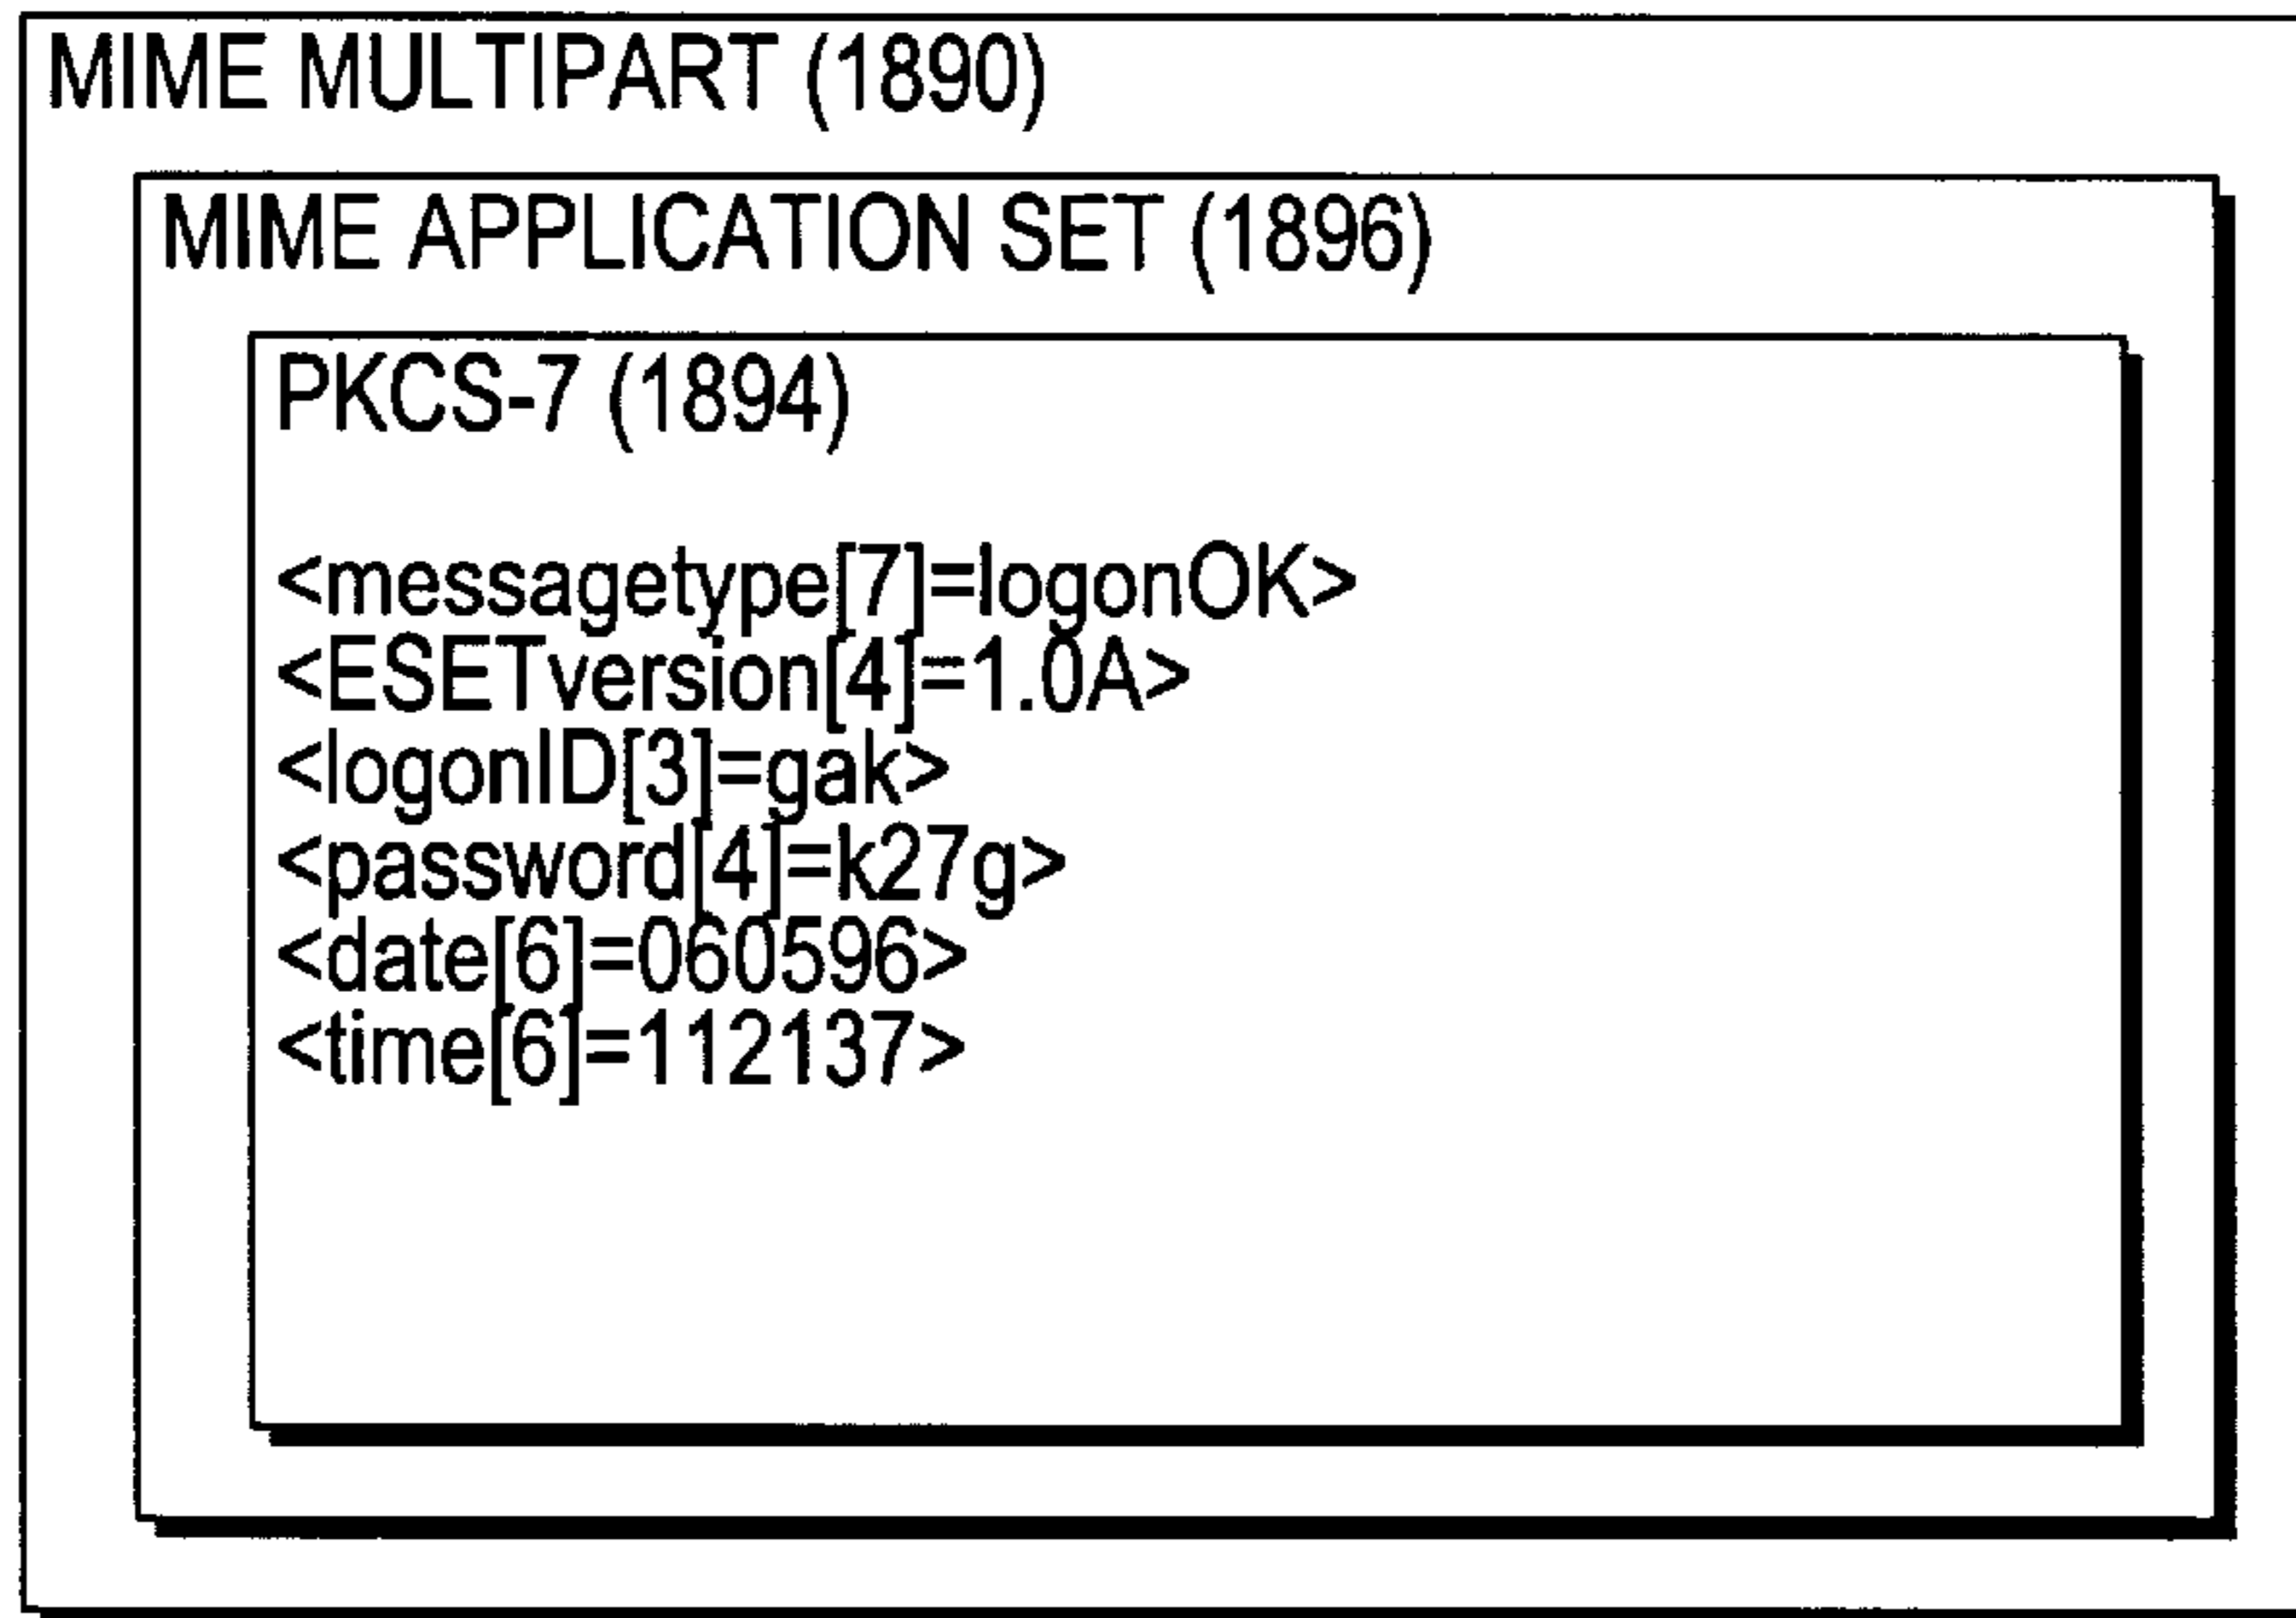 MIME MULTIPART (1890)
MIME APPLICATION SET (1896)
PKCS-7 (1894)
<messagetype[7]=logonOK>
<ESETversion[4]=1.0A>
<logonID[3]=gak>
<password[4]=k27g>
<date[6]=060596>
<time[6]=112137>